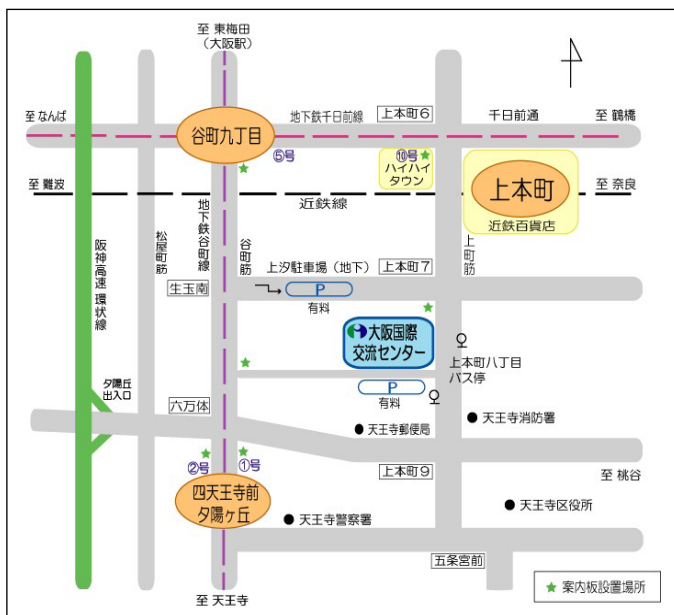 至 東梅田
（大阪駅）
至 なんば
谷町九丁目
地下鉄千日前線
上本町6
千日前通
至 鶴橋
⑤号
⑩号
ハイハイ
タウン
上本町
近鉄百貨店
至 難波
近鉄線
至 奈良
阪神高速 環状線
松屋町筋
地下鉄谷町線
谷町筋
上町筋
上汐駐車場（地下）
上本町7
生玉南
P
有料
大阪国際
交流センター
上本町八丁目
バス停
夕陽丘
出入口
六万体
P
有料
天王寺郵便局
天王寺消防署
②号
①号
上本町9
至 桃谷
四天王寺前
夕陽ヶ丘
天王寺警察署
天王寺区役所
五条宮前
至 天王寺
案内板設置場所